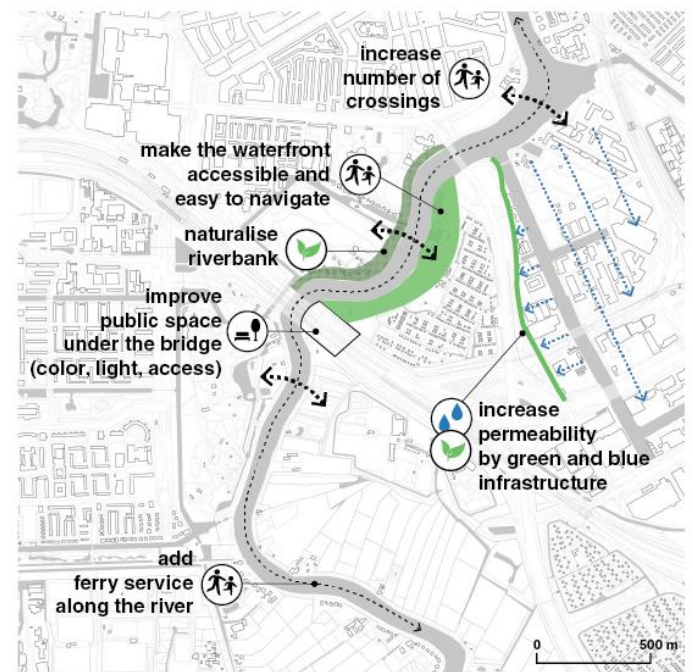 increase
number of
crossings
make the waterfront
accessible and
easy to navigate
naturalise
riverbank
improve
public space
under the bridge
(color, light, access)
increase
permeability
by green and blue
infrastructure
add
ferry service
along the river
0
500 m